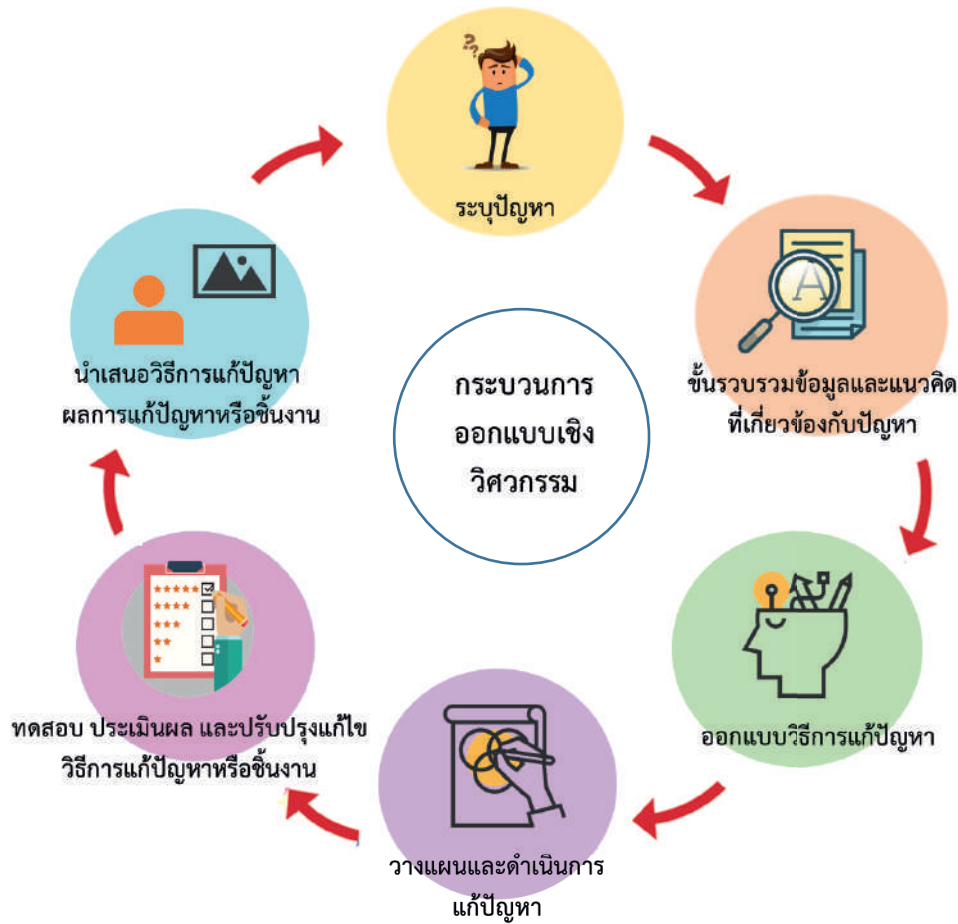 ระบุปัญหา
ขั้นรวบรวมข้อมูลและแนวคิด
ที่เกี่ยวข้องกับปัญหา
ออกแบบวิธีการแก้ปัญหา
วางแผนและดำเนินการ
แก้ปัญหา
ทดสอบ ประเมินผล และปรับปรุงแก้ไข
วิธีการแก้ปัญหาหรือชิ้นงาน
นำเสนอวิธีการแก้ปัญหา
ผลการแก้ปัญหาหรือชิ้นงาน
กระบวนการ
ออกแบบเชิง
วิศวกรรม